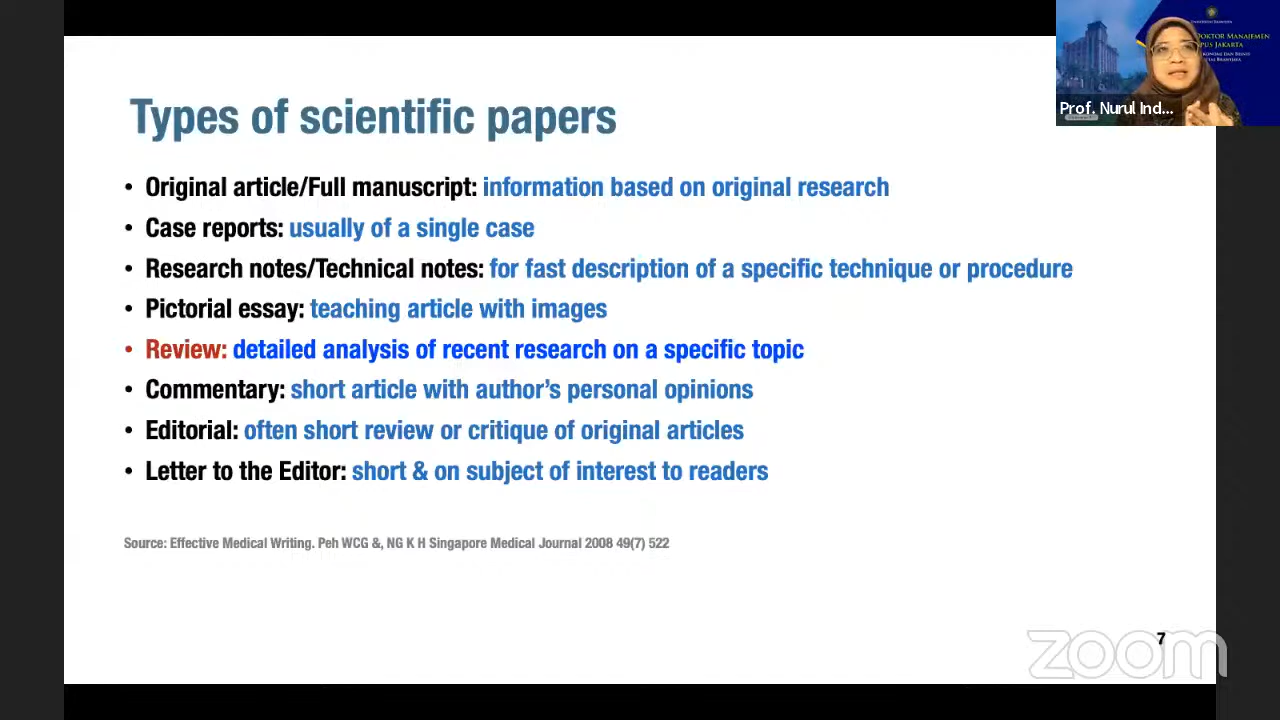 Types of scientific papers
• Original article/Full manuscript: information based on original research
• Case reports: usually of a single case
• Research notes/Technical notes: for fast description of a specific technique or procedure
• Pictorial essay: teaching article with images
• Review: detailed analysis of recent research on a specific topic
• Commentary: short article with author’s personal opinions
• Editorial: often short review or critique of original articles
• Letter to the Editor: short & on subject of interest to readers
Source: Effective Medical Writing. Peh WCG &, NG K H Singapore Medical Journal 2008 49(7) 522
7
zoom
DOKTOR MANAJEMEN
Prof. Nurul Ind...